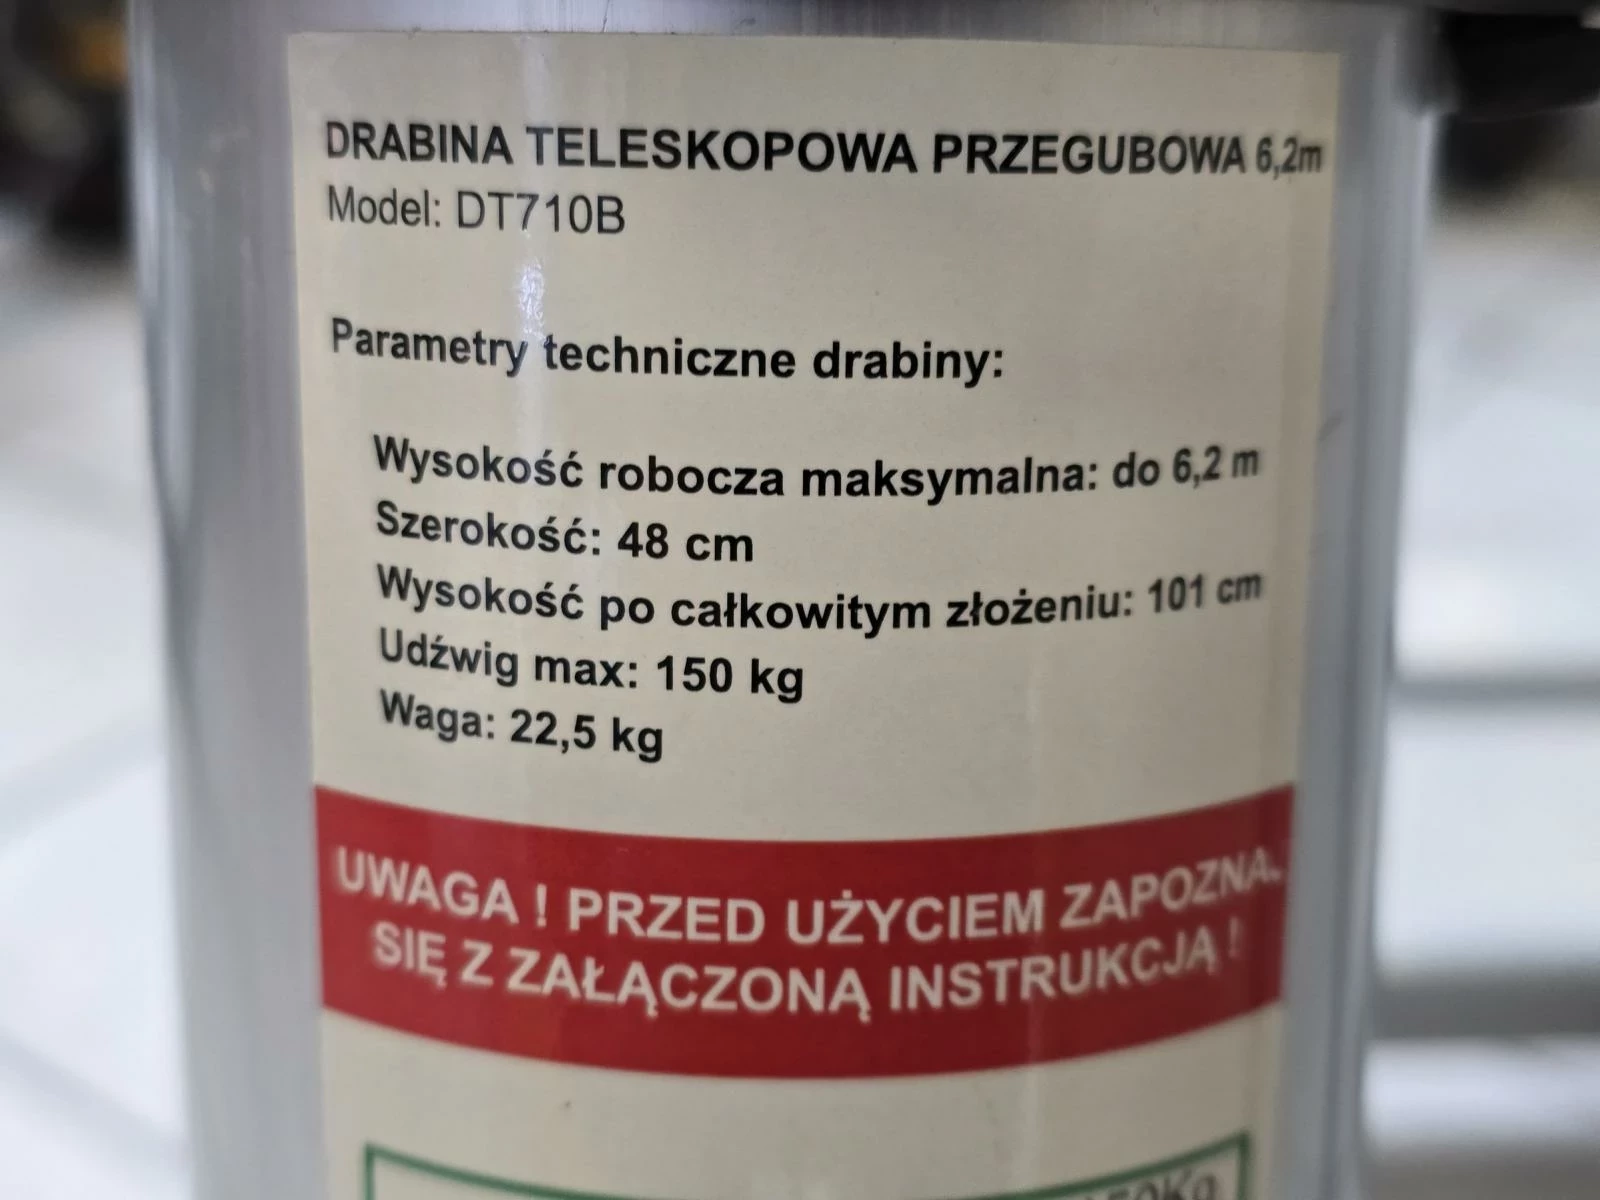 DRABINA TELESKOPOWA PRZEGUBOWA 6,2m
Model: DT710B
Parametry techniczne drabiny:
Wysokość robocza maksymalna: do 6,2 m
Szerokość: 48 cm
Wysokość po całkowitym złożeniu: 101 cm
Udźwig max: 150 kg
Waga: 22,5 kg
UWAGA ! PRZED UŻYCIEM
SIĘ Z ZAŁĄCZONĄ INSTRUKCJĄ !